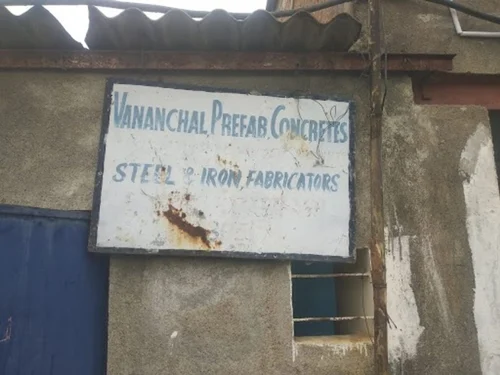 VANANCHAL PREFAB CONCRETES
STEEL & IRON FABRICATORS